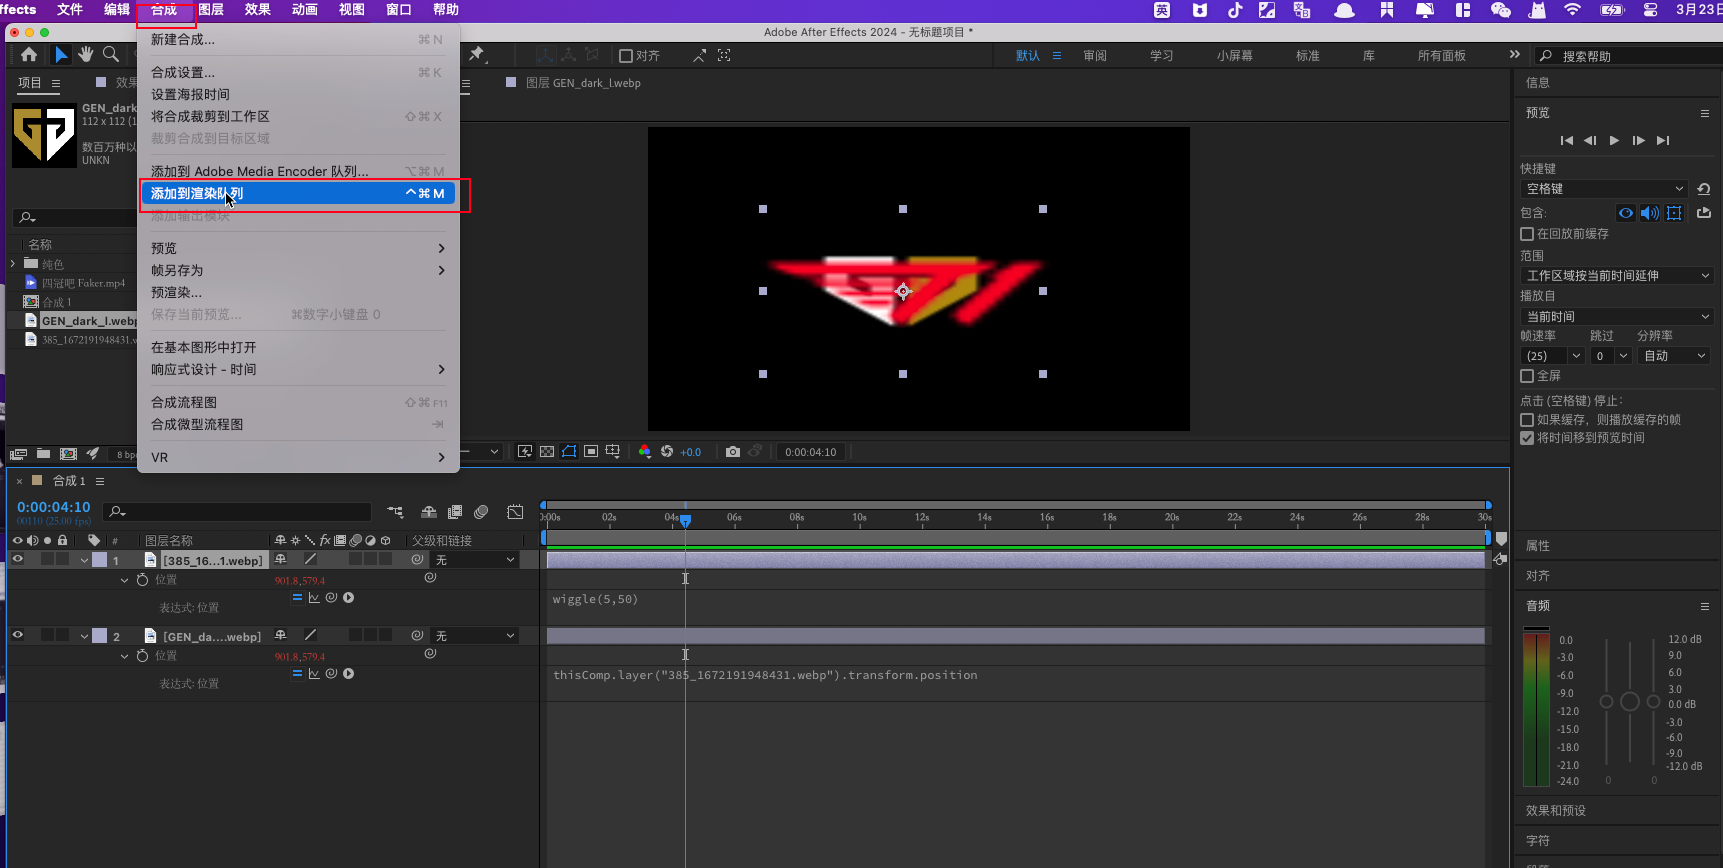 ffects 文件 编辑 合成 图层 效果 动画 视图 窗口 帮助
英
3月23日
Adobe After Effects 2024 - 无标题项目 *
对齐
默认 审阅 学习 小屏幕 标准 库 所有面板
搜索帮助
项目
效果
图层 GEN_dark_l.webp
GEN_dark
112 x 112 (1
数百万种以
UNKN
名称
纯色
四冠吧 Faker.mp4
合成 1
GEN_dark_l.webp
385_1672191948431.w
8 bpc
新建合成... ⌘ N
合成设置... ⌘ K
设置海报时间
将合成裁剪到工作区 ⇧ ⌘ X
裁剪合成到目标区域
添加到 Adobe Media Encoder 队列... ⌥ ⌘ M
添加到渲染队列 ^ ⌘ M
添加输出模块
预览
帧另存为
预渲染...
保存当前预览... ⌘数字小键盘 0
在基本图形中打开
响应式设计 - 时间
合成流程图 ⇧ ⌘ F11
合成微型流程图
VR
+0.0
0:00:04:10
信息
预览
快捷键
空格键
包含:
在回放前缓存
范围
工作区域按当前时间延伸
播放自
当前时间
帧速率 跳过 分辨率
(25) 0 自动
全屏
点击 (空格键) 停止:
如果缓存，则播放缓存的帧
将时间移到预览时间
属性
对齐
音频
0.0
-3.0
-6.0
-9.0
-12.0
-15.0
-18.0
-21.0
-24.0
12.0 dB
9.0
6.0
3.0
0.0 dB
-3.0
-6.0
-9.0
-12.0 dB
0 0
效果和预设
字符
× 合成 1
0:00:04:10
00110 (25.00 fps)
# 图层名称 fx 父级和链接
):00s 02s 04s 06s 08s 10s 12s 14s 16s 18s 20s 22s 24s 26s 28s 30s
1 [385_16...1.webp] 无
位置 901.8,579.4
表达式: 位置
wiggle(5,50)
2 [GEN_da....webp] 无
位置 901.8,579.4
表达式: 位置
thisComp.layer("385_1672191948431.webp").transform.position